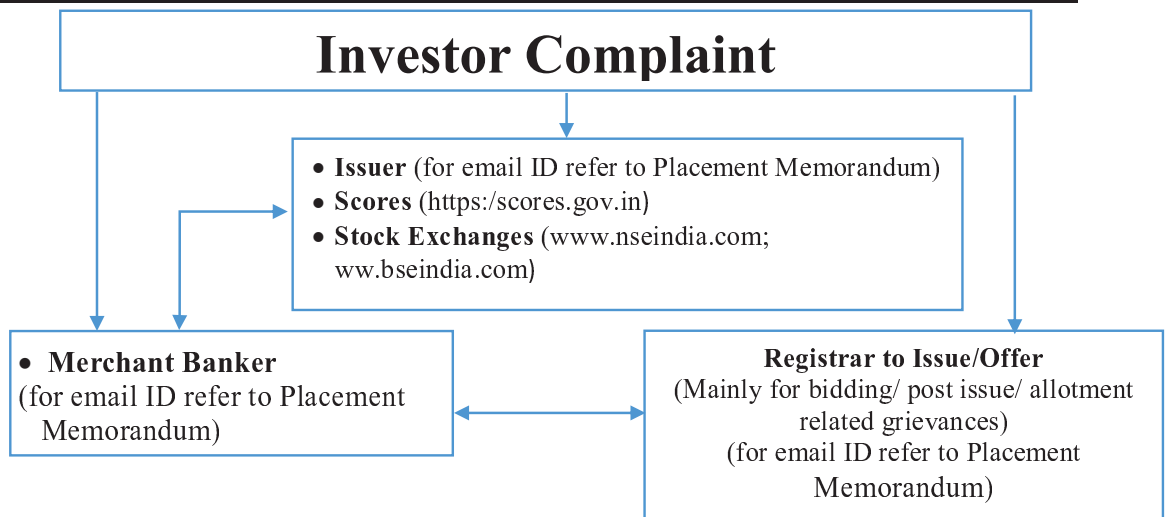 Investor Complaint
• Issuer (for email ID refer to Placement Memorandum)
• Scores (https:/scores.gov.in)
• Stock Exchanges (www.nseindia.com;
ww.bseindia.com)
• Merchant Banker
(for email ID refer to Placement
Memorandum)
Registrar to Issue/Offer
(Mainly for bidding/ post issue/ allotment
related grievances)
(for email ID refer to Placement
Memorandum)